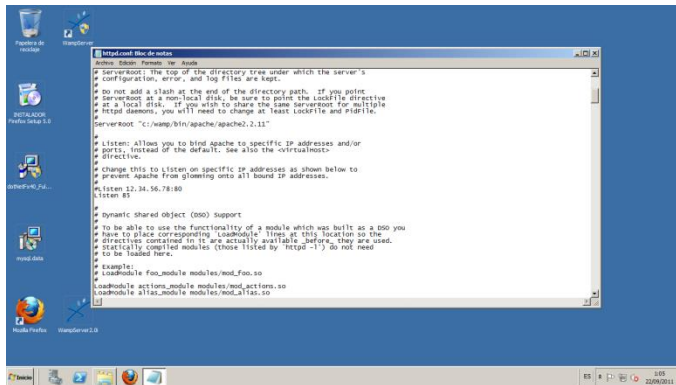 Papelera de
reciclaje
WampServer
INSTALADOR
Firefox Setup 5.0
dotNetFx40_Ful...
mysql.data
Mozilla Firefox
WampServer2.0i
httpd.conf: Bloc de notas
Archivo Edición Formato Ver Ayuda
# ServerRoot: The top of the directory tree under which the server's
# configuration, error, and log files are kept.
#
# Do not add a slash at the end of the directory path.  If you point
# ServerRoot at a non-local disk, be sure to point the LockFile directive
# at a local disk.  If you wish to share the same ServerRoot for multiple
# httpd daemons, you will need to change at least LockFile and PidFile.
#
ServerRoot "c:/wamp/bin/apache/apache2.2.11"
#
# Listen: Allows you to bind Apache to specific IP addresses and/or
# ports, instead of the default. See also the <VirtualHost>
# directive.
#
# Change this to Listen on specific IP addresses as shown below to
# prevent Apache from glomming onto all bound IP addresses.
#
#Listen 12.34.56.78:80
Listen 85
#
# Dynamic Shared Object (DSO) Support
#
# To be able to use the functionality of a module which was built as a DSO you
# have to place corresponding `LoadModule' lines at this location so the
# directives contained in it are actually available _before_ they are used.
# Statically compiled modules (those listed by `httpd -l') do not need
# to be loaded here.
#
# Example:
# LoadModule foo_module modules/mod_foo.so
#
LoadModule actions_module modules/mod_actions.so
LoadModule alias_module modules/mod_alias.so
Inicio
ES
1:05
22/09/2011